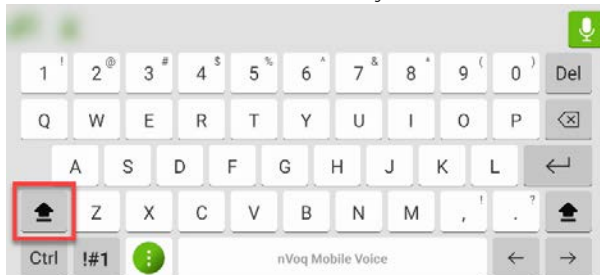 1 ! 2 @ 3 # 4 $ 5 % 6 ^ 7 & 8 * 9 ( 0 ) Del
Q W E R T Y U I O P
A S D F G H J K L
Z X C V B N M , ! . ?
Ctrl !#1 nVoq Mobile Voice ← →